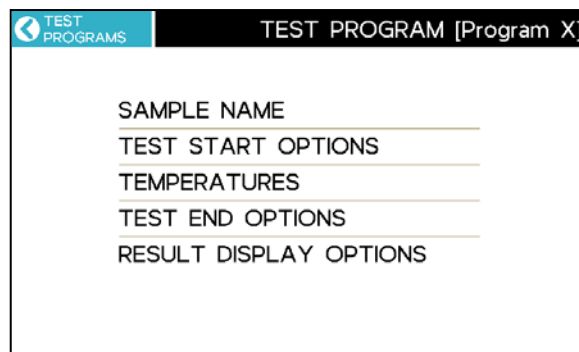 TEST
PROGRAMS
TEST PROGRAM [Program X]
SAMPLE NAME
TEST START OPTIONS
TEMPERATURES
TEST END OPTIONS
RESULT DISPLAY OPTIONS